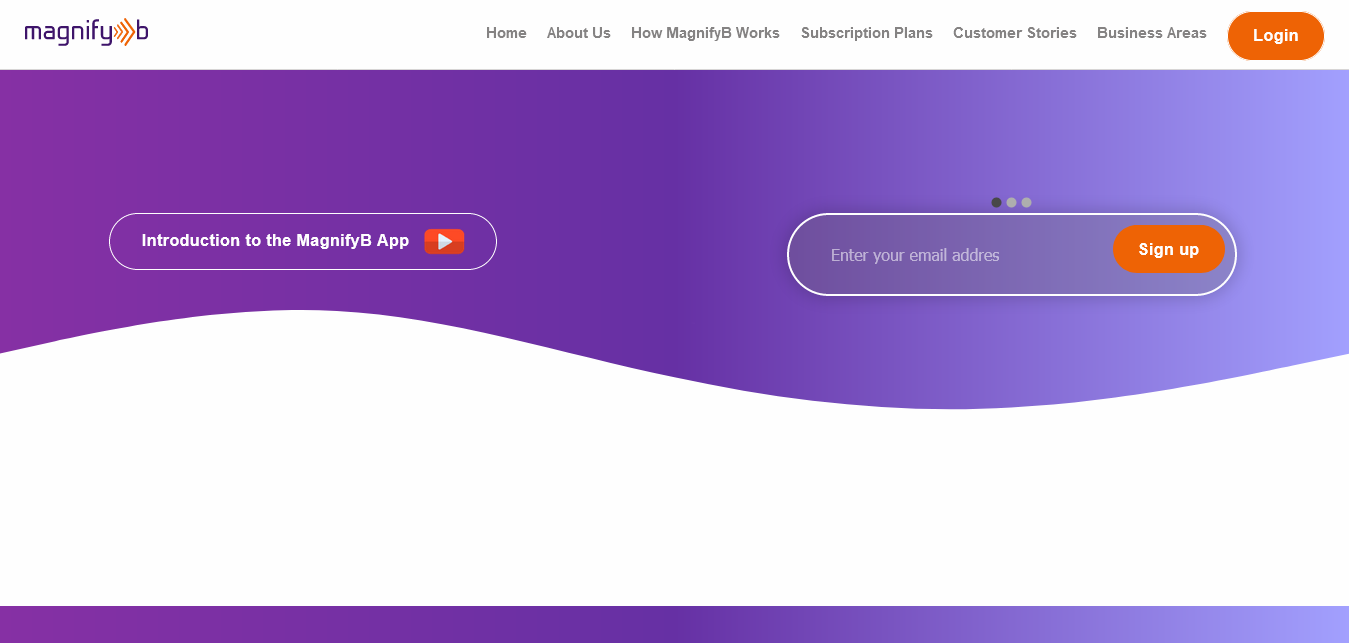 magnifyb
Home About Us How MagnifyB Works Subscription Plans Customer Stories Business Areas Login
Introduction to the MagnifyB App
Enter your email addres Sign up